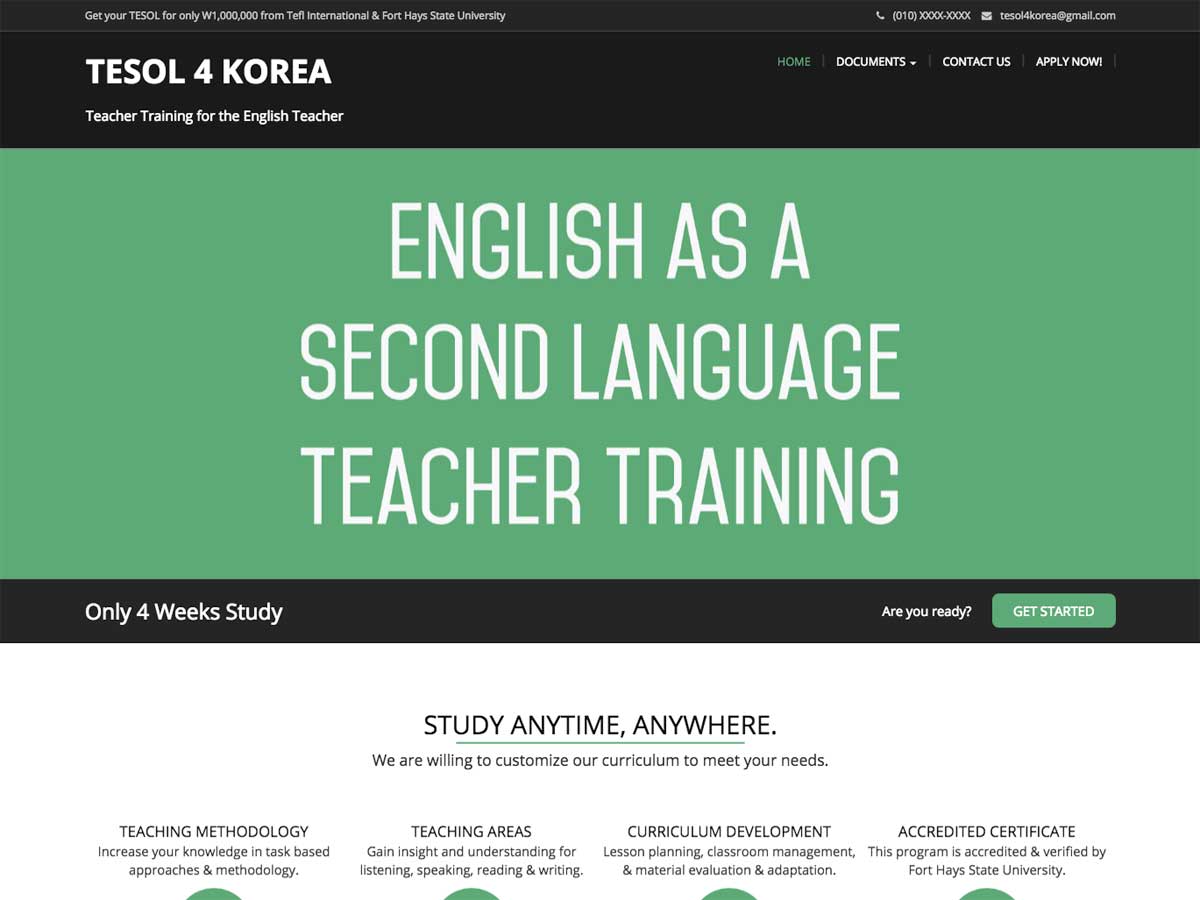 Get your TESOL for only W1,000,000 from Tefl International & Fort Hays State University
(010) XXXX-XXXX tesol4korea@gmail.com
TESOL 4 KOREA
HOME DOCUMENTS CONTACT US APPLY NOW!
Teacher Training for the English Teacher
ENGLISH AS A
SECOND LANGUAGE
TEACHER TRAINING
Only 4 Weeks Study
Are you ready? GET STARTED
STUDY ANYTIME, ANYWHERE.
We are willing to customize our curriculum to meet your needs.
TEACHING METHODOLOGY
Increase your knowledge in task based
approaches & methodology.
TEACHING AREAS
Gain insight and understanding for
listening, speaking, reading & writing.
CURRICULUM DEVELOPMENT
Lesson planning, classroom management,
& material evaluation & adaptation.
ACCREDITED CERTIFICATE
This program is accredited & verified by
Fort Hays State University.